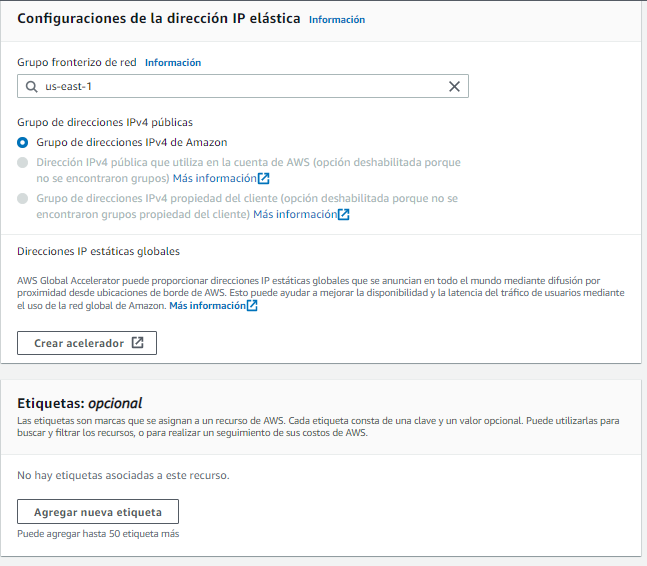 Configuraciones de la dirección IP elástica Información
Grupo fronterizo de red Información
us-east-1
Grupo de direcciones IPv4 públicas
Grupo de direcciones IPv4 de Amazon
Dirección IPv4 pública que utiliza en la cuenta de AWS (opción deshabilitada porque
no se encontraron grupos) Más información
Grupo de direcciones IPv4 propiedad del cliente (opción deshabilitada porque no se
encontraron grupos propiedad del cliente) Más información
Direcciones IP estáticas globales
AWS Global Accelerator puede proporcionar direcciones IP estáticas globales que se anuncian en todo el mundo mediante difusión por
proximidad desde ubicaciones de borde de AWS. Esto puede ayudar a mejorar la disponibilidad y la latencia del tráfico de usuarios mediante
el uso de la red global de Amazon. Más información
Crear acelerador
Etiquetas: opcional
Las etiquetas son marcas que se asignan a un recurso de AWS. Cada etiqueta consta de una clave y un valor opcional. Puede utilizarlas para
buscar y filtrar los recursos, o para realizar un seguimiento de sus costos de AWS.
No hay etiquetas asociadas a este recurso.
Agregar nueva etiqueta
Puede agregar hasta 50 etiqueta más